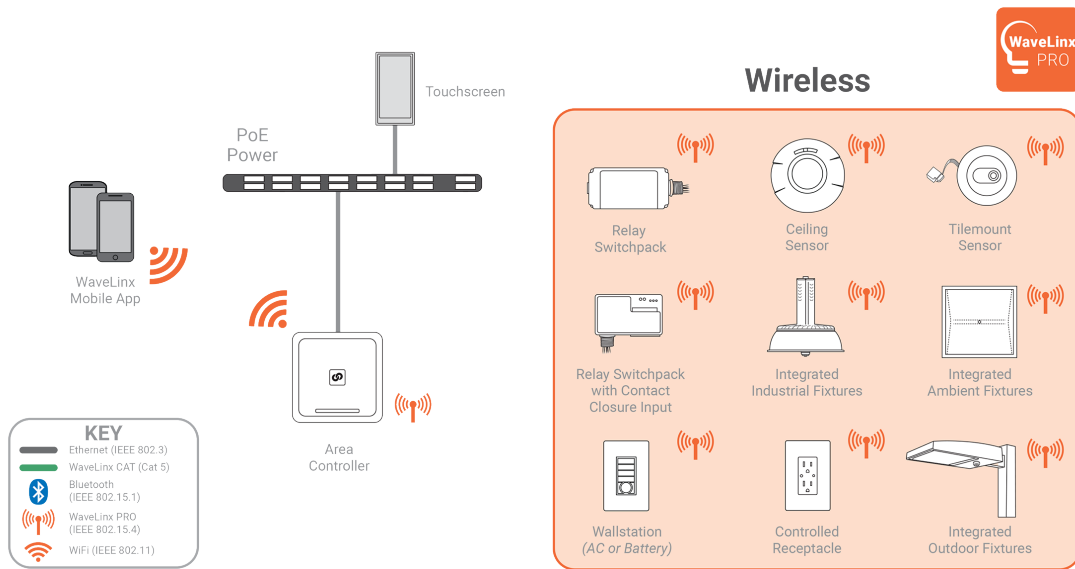 WaveLinx
PRO
Wireless
Touchscreen
PoE
Power
WaveLinx
Mobile App
Area
Controller
KEY
Ethernet (IEEE 802.3)
WaveLinx CAT (Cat 5)
Bluetooth
(IEEE 802.15.1)
WaveLinx PRO
(IEEE 802.15.4)
WiFi (IEEE 802.11)
Relay
Switchpack
Ceiling
Sensor
Tilemount
Sensor
Relay Switchpack
with Contact
Closure Input
Integrated
Industrial Fixtures
Integrated
Ambient Fixtures
Wallstation
(AC or Battery)
Controlled
Receptacle
Integrated
Outdoor Fixtures